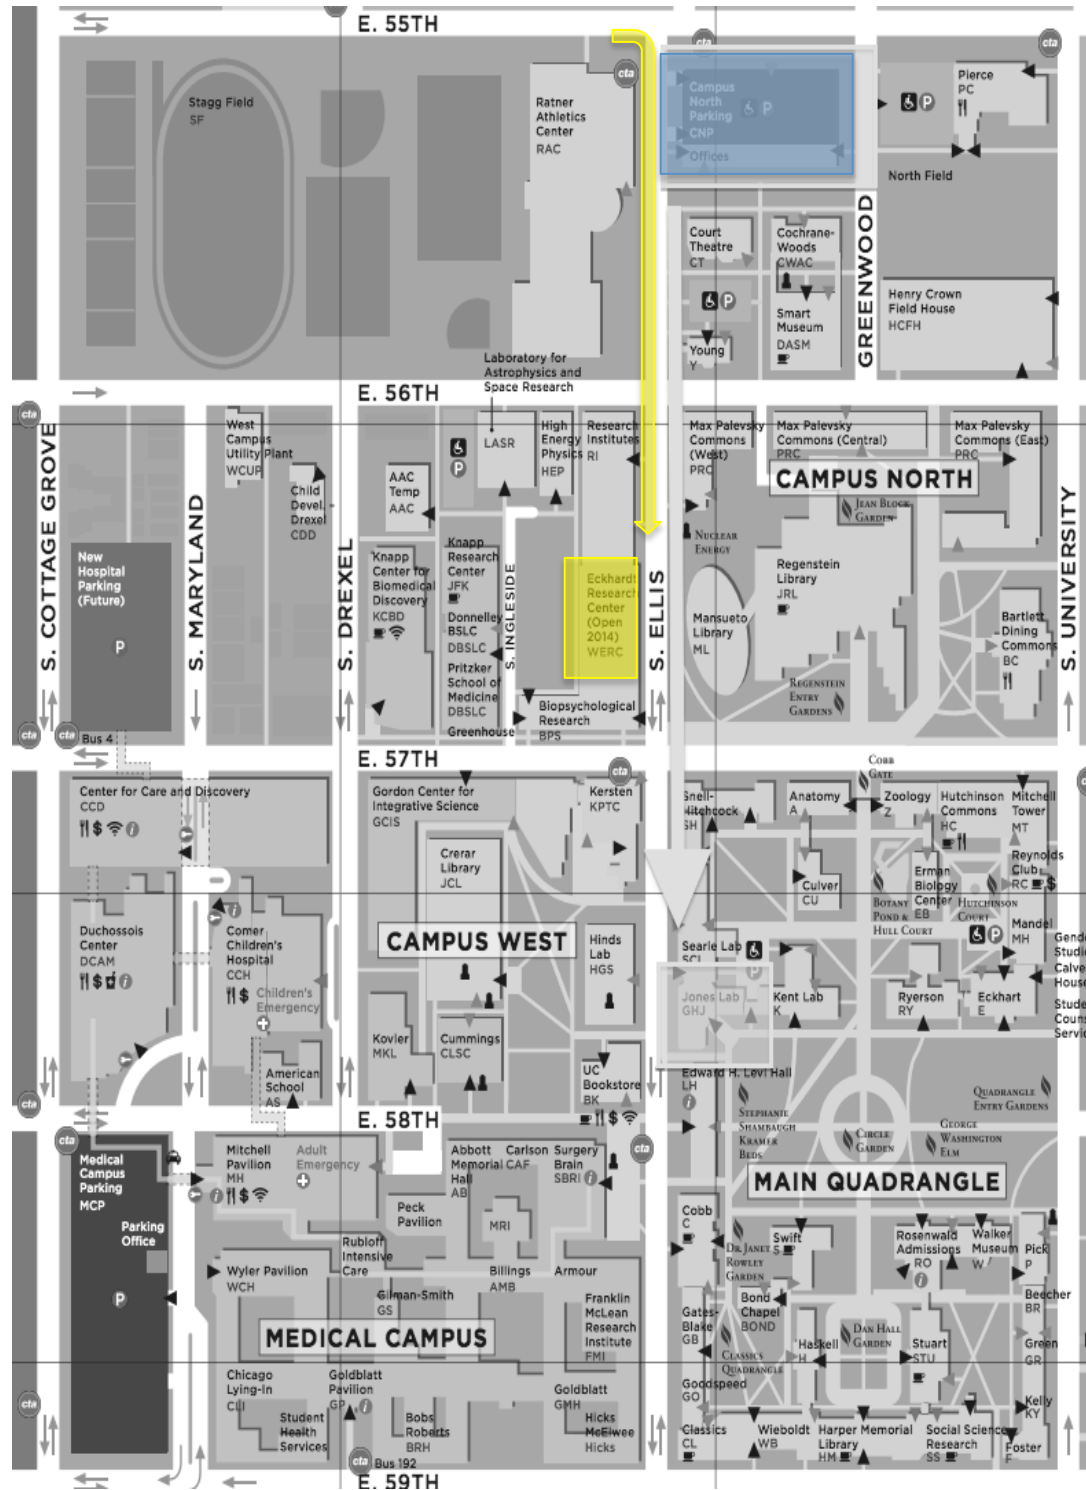 E. 55TH
cta
cta
cta
Stagg Field
SF
Ratner
Athletics
Center
RAC
Campus
North
Parking
CNP
Offices
P
P
Pierce
PC
North Field
Court
Theatre
CT
Cochrane-
Woods
CWAC
P
Smart
Museum
DASM
Young
Y
GREENWOOD
Henry Crown
Field House
HCFH
Laboratory for
Astrophysics and
Space Research
E. 56TH
cta
S. COTTAGE GROVE
S. MARYLAND
S. DREXEL
S. INGLESIDE
S. ELLIS
S. UNIVERSITY
West
Campus
Utility Plant
WCUP
Child
Devel.
Drexel
CDD
AAC
Temp
AAC
P
LASR
High
Energy
Physics
HEP
Research
Institutes
RI
Max Palevsky
Commons
(West)
PRC
Max Palevsky
Commons (Central)
PRC
Max Palevsky
Commons (East)
PRC
CAMPUS NORTH
JEAN BLOCK
GARDEN
NUCLEAR
ENERGY
New
Hospital
Parking
(Future)
P
Knapp
Center for
Biomedical
Discovery
KCBD
Knapp
Research
Center
JFK
Donnelley
BSLC
DBSLC
Pritzker
School of
Medicine
DBSLC
Greenhouse
Eckhardt
Research
Center
(Open
2014)
WERC
Biopsychological
Research
BPS
Mansueto
Library
ML
Regenstein
Library
JRL
REGENSTEIN
ENTRY
GARDENS
Bartlett
Dining
Commons
BC
cta
cta
Bus 4
E. 57TH
cta
COBB
GATE
Center for Care and Discovery
CCD
Gordon Center for
Integrative Science
GCIS
Kersten
KPTC
Snell-
Hitchcock
SH
Anatomy
A
Zoology
Z
Hutchinson
Commons
HC
Mitchell
Tower
MT
Crerar
Library
JCL
Culver
CU
Erman
Biology
Center
EB
Reynolds
Club
RC
BOTANY
POND &
HULL COURT
HUTCHINSON
COURT
Mandel
MH
P
Duchossois
Center
DCAM
Comer
Children's
Hospital
CCH
Children's
Emergency
CAMPUS WEST
Hinds
Lab
HGS
Searle Lab
SCL
P
Jones Lab
GHJ
Kent Lab
K
Ryerson
RY
Eckhart
E
Kovler
MKL
Cummings
CLSC
American
School
AS
UC
Bookstore
BK
Edward H. Levi Hall
LH
STEPHANIE
SHAMBAUGH
KRAMER
BEDS
QUADRANGLE
ENTRY GARDENS
CIRCLE
GARDEN
GEORGE
WASHINGTON
ELM
cta
E. 58TH
cta
cta
Medical
Campus
Parking
MCP
Parking
Office
P
Mitchell
Pavilion
MH
Adult
Emergency
Abbott
Memorial
Hall
AB
Carlson
CAF
Surgery
Brain
SBRI
Peck
Pavilion
MRI
MAIN QUADRANGLE
Cobb
C
Swift
S
DR. JANET
ROWLEY
GARDEN
Rosenwald
Admissions
RO
Walker
Museum
W
Pick
P
Rubloff
Intensive
Care
Wyler Pavilion
WCH
Gilman-Smith
GS
Billings
AMB
Armour
Bond
Chapel
BOND
Beecher
BR
Gates-
Blake
GB
Franklin
McLean
Research
Institute
FMI
MEDICAL CAMPUS
CLASSICS
QUADRANGLE
Haskell
H
DAN HALL
GARDEN
Stuart
STU
Green
GR
Chicago
Lying-In
CLI
Goldblatt
Pavilion
GP
Goldblatt
GMH
Goodspeed
GO
Kelly
KY
cta
Student
Health
Services
Bobs
Roberts
BRH
Hicks
McElwee
Hicks
Classics
CL
Wieboldt
WB
Harper Memorial
Library
HM
Social Science
Research
SS
Foster
F
cta
Bus 192
E. 59TH